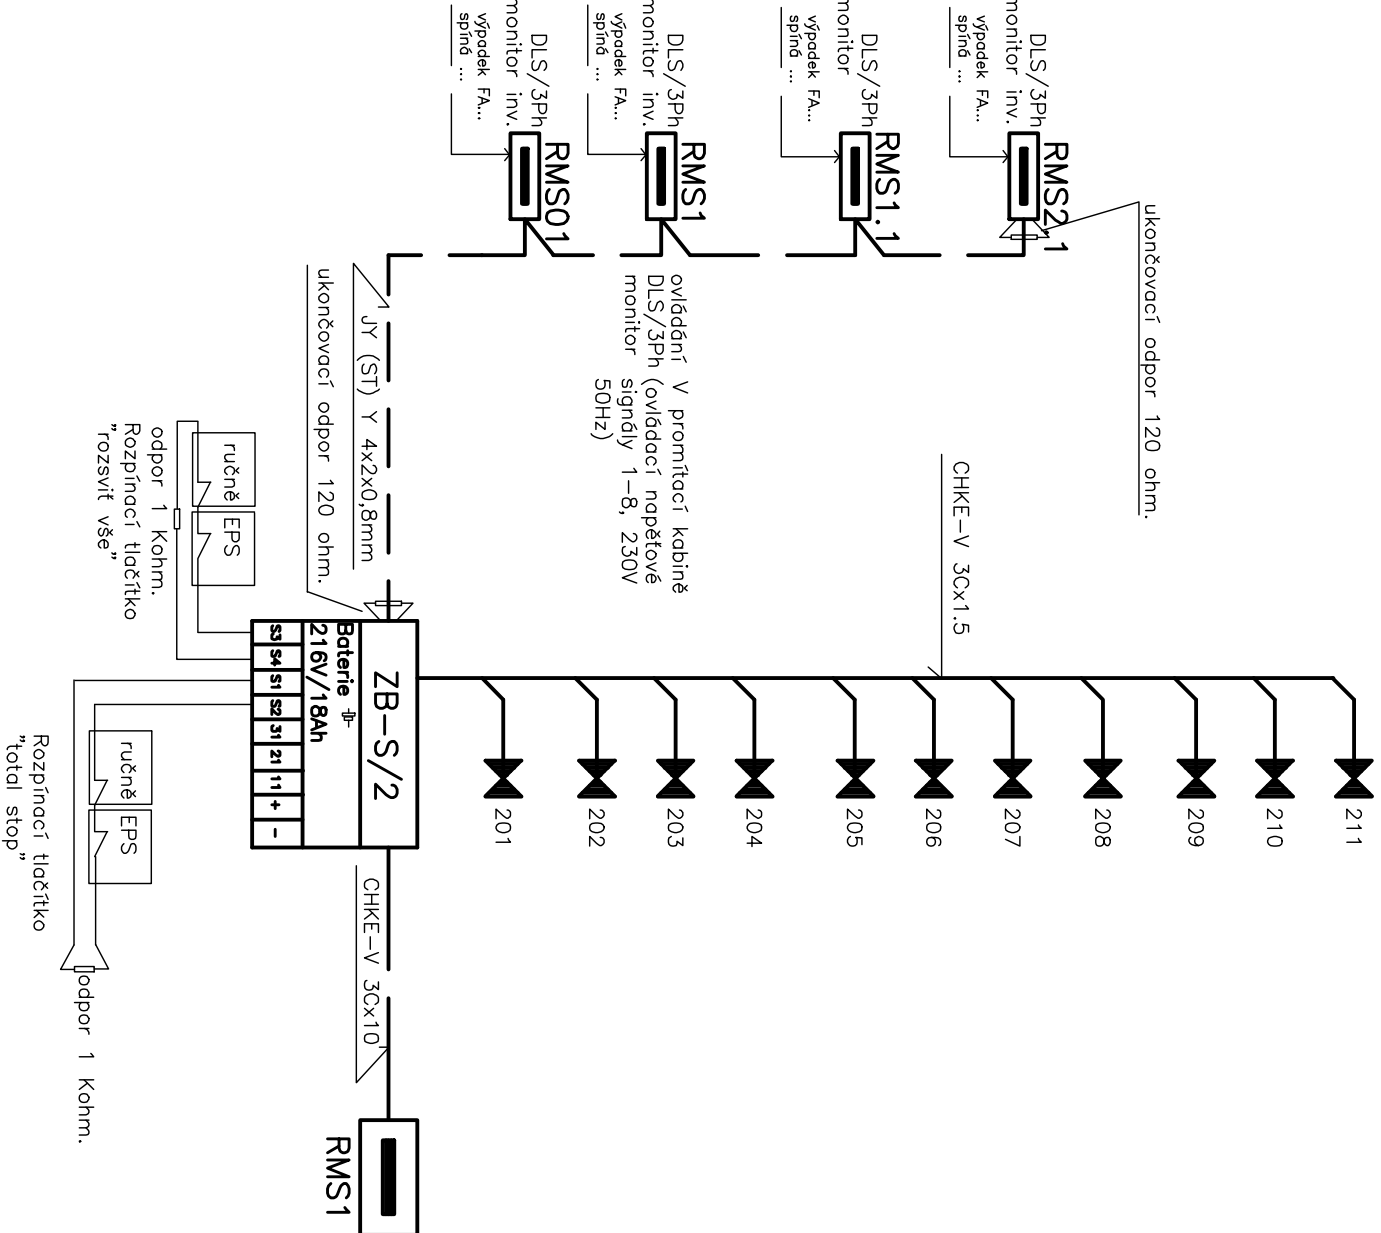 ukončovací odpor 120 ohm.
RMS2.1
DLS/3Ph
monitor inv.
výpadek FA...
spíná ...
RMS1.1
DLS/3Ph
monitor
výpadek FA...
spíná ...
RMS1
DLS/3Ph
monitor inv.
výpadek FA...
spíná ...
RMS01
DLS/3Ph
monitor inv.
výpadek FA...
spíná ...
ovládání V promítací kabině
DLS/3Ph (ovládací napěťové
monitor signály 1-8, 230V
50Hz)
CHKE-V 3Cx1.5
JY (ST) Y 4x2x0,8mm
ukončovací odpor 120 ohm.
211
210
209
208
207
206
205
204
203
202
201
ZB-S/2
Baterie
216V/18Ah
S3 S4 S1 S2 31 21 11 + -
ručně
EPS
odpor 1 Kohm.
Rozpínací tlačítko
"rozsviť vše"
ručně
EPS
Rozpínací tlačítko
"total stop"
odpor 1 Kohm.
CHKE-V 3Cx10
RMS1